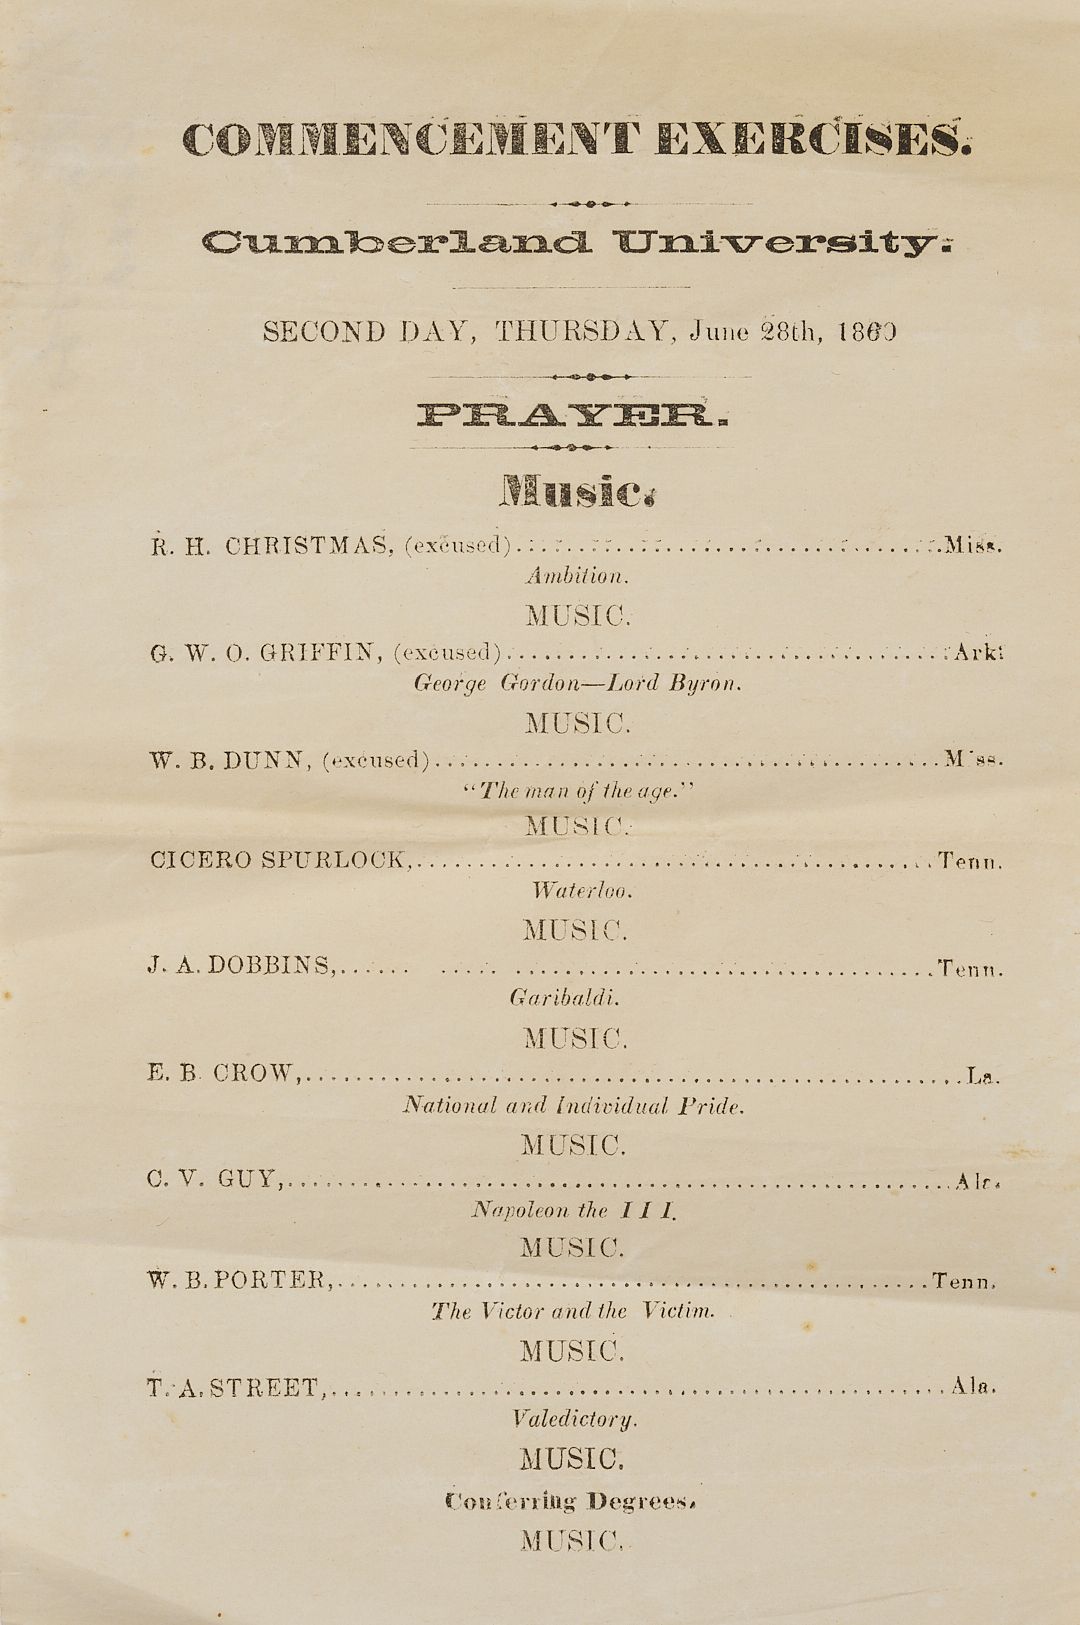 COMMENCEMENT EXERCISES.
Cumberland University.
SECOND DAY, THURSDAY, June 28th, 1860
PRAYER.
Music.
R. H. CHRISTMAS, (excused)........................................Miss.
Ambition.
MUSIC.
G. W. O. GRIFFIN, (excused)........................................Ark.
George Gordon—Lord Byron.
MUSIC.
W. B. DUNN, (excused)........................................Miss.
"The man of the age."
MUSIC.
CICERO SPURLOCK,........................................Tenn.
Waterloo.
MUSIC.
J. A. DOBBINS,........................................Tenn.
Garibaldi.
MUSIC.
E. B. CROW,........................................La.
National and Individual Pride.
MUSIC.
C. V. GUY,........................................Ala.
Napoleon the III.
MUSIC.
W. B. PORTER,........................................Tenn.
The Victor and the Victim.
MUSIC.
T. A. STREET,........................................Ala.
Valedictory.
MUSIC.
Conferring Degrees.
MUSIC.